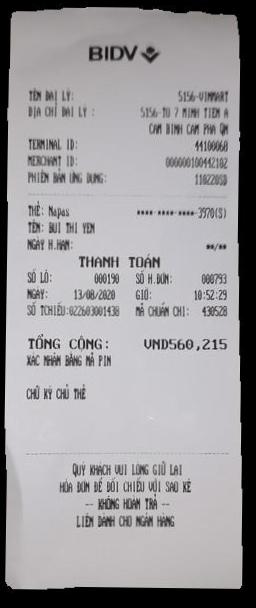 BIDV
TÊN ĐẠI LÝ: 5156-VINMART
ĐỊA CHỈ ĐẠI LÝ : 5156-TỔ 7 MINH TIEN A
CAM BINH CAM PHA QN
TERMINAL ID: 44100060
MERCHANT ID: 000000100442102
PHIÊN BẢN ỨNG DỤNG: 110220SD
THẺ: Napas **** **** **** 3970(S)
TÊN: BUI THI YEN
NGÀY H.HẠN: **/**
THANH TOÁN
SỐ LÔ: 000190 SỐ H.ĐƠN: 000793
NGÀY: 13/08/2020 GIỜ: 10:52:29
SỐ TCHIẾU:022603001438 MÃ CHUẨN CHI: 430528
TỔNG CỘNG: VND560,215
XÁC NHẬN BẰNG MÃ PIN
CHỮ KÝ CHỦ THẺ
QUÝ KHÁCH VUI LÒNG GIỮ LẠI
HÓA ĐƠN ĐỂ ĐỐI CHIẾU VỚI SAO KÊ
-- KHÔNG HOÀN TRẢ --
LIÊN DÀNH CHO NGÂN HÀNG